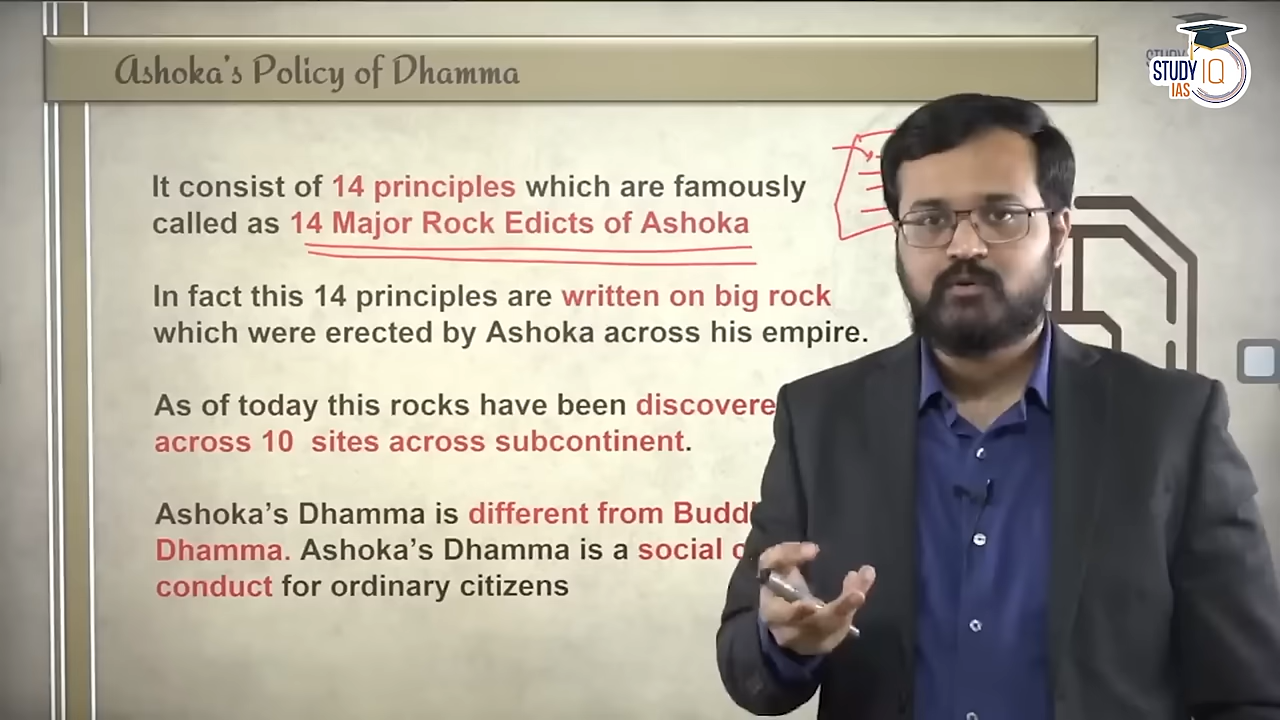 Ashoka's Policy of Dhamma
STUDY IQ
IAS
It consist of 14 principles which are famously
called as 14 Major Rock Edicts of Ashoka
In fact this 14 principles are written on big rock
which were erected by Ashoka across his empire.
As of today this rocks have been
across 10 sites across subcontinent.
Ashoka's Dhamma is different from
Dhamma. Ashoka's Dhamma is a social
conduct for ordinary citizens